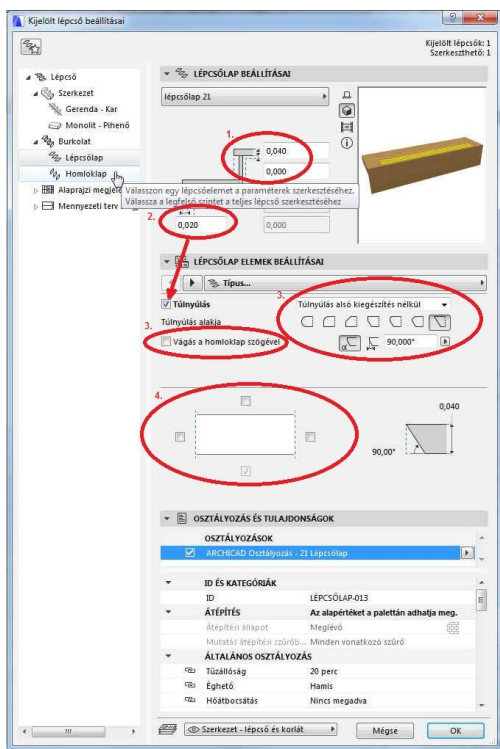 Kijelölt lépcső beállításai
Kijelölt lépcsők: 1
Szerkeszthető: 1
Lépcső
Szerkezet
Gerenda - Kar
Monolit - Pihenő
Burkolat
Lépcsőlap
Homloklap
Alaprajzi megjele
Mennyezeti terv
LÉPCSŐLAP BEÁLLÍTÁSAI
lépcsőlap 21
1.
0,040
0,000
Válasszon egy lépcsőelemet a paraméterek szerkesztéséhez.
Válassza a legfelső szintet a teljes lépcső szerkesztéséhez
2.
0,020
0,000
LÉPCSŐLAP ELEMEK BEÁLLÍTÁSAI
Típus...
Túlnyúlás
3.
Túlnyúlás alsó kiegészítés nélkül
Túlnyúlás alakja
3.
Vágás a homloklap szögével
α
90,000°
4.
0,040
90,00°
OSZTÁLYOZÁS ÉS TULAJDONSÁGOK
OSZTÁLYOZÁSOK
ARCHICAD Osztályozás - 21 Lépcsőlap
ID ÉS KATEGÓRIÁK
ID LÉPCSŐLAP-013
ÁTÉPÍTÉS Az alapértéket a palettán adhatja meg.
Átépítési állapot Meglévő
Mutatás átépítési szűrőb... Minden vonatkozó szűrő
ÁLTALÁNOS OSZTÁLYOZÁS
Tűzállóság 20 perc
Éghető Hamis
Hőátbocsátás Nincs megadva
Szerkezet - lépcső és korlát
Mégse
OK